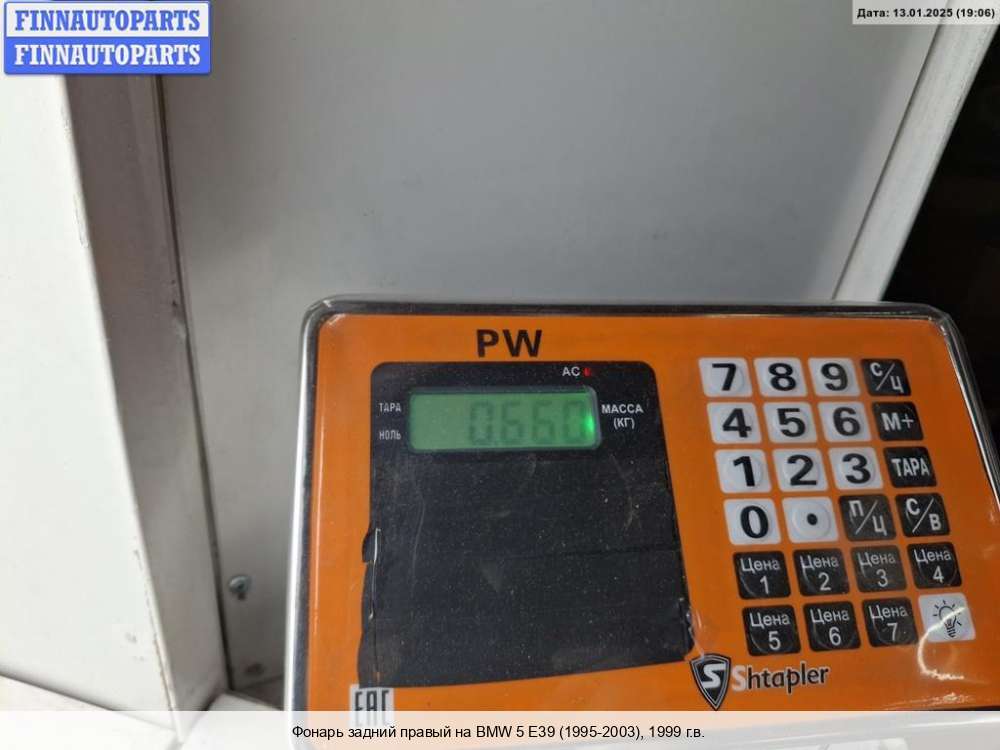 FINNAUTOPARTS
FINNAUTOPARTS
Дата: 13.01.2025 (19:06)
PW
AC
ТАРА
НОЛЬ
0.660
МАССА
(КГ)
7 8 9 С/Ц
4 5 6 М+
1 2 3 ТАРА
0 . П/Ц С/В
Цена 1 Цена 2 Цена 3 Цена 4
Цена 5 Цена 6 Цена 7
S Shtapler
EAC
Фонарь задний правый на BMW 5 E39 (1995-2003), 1999 г.в.